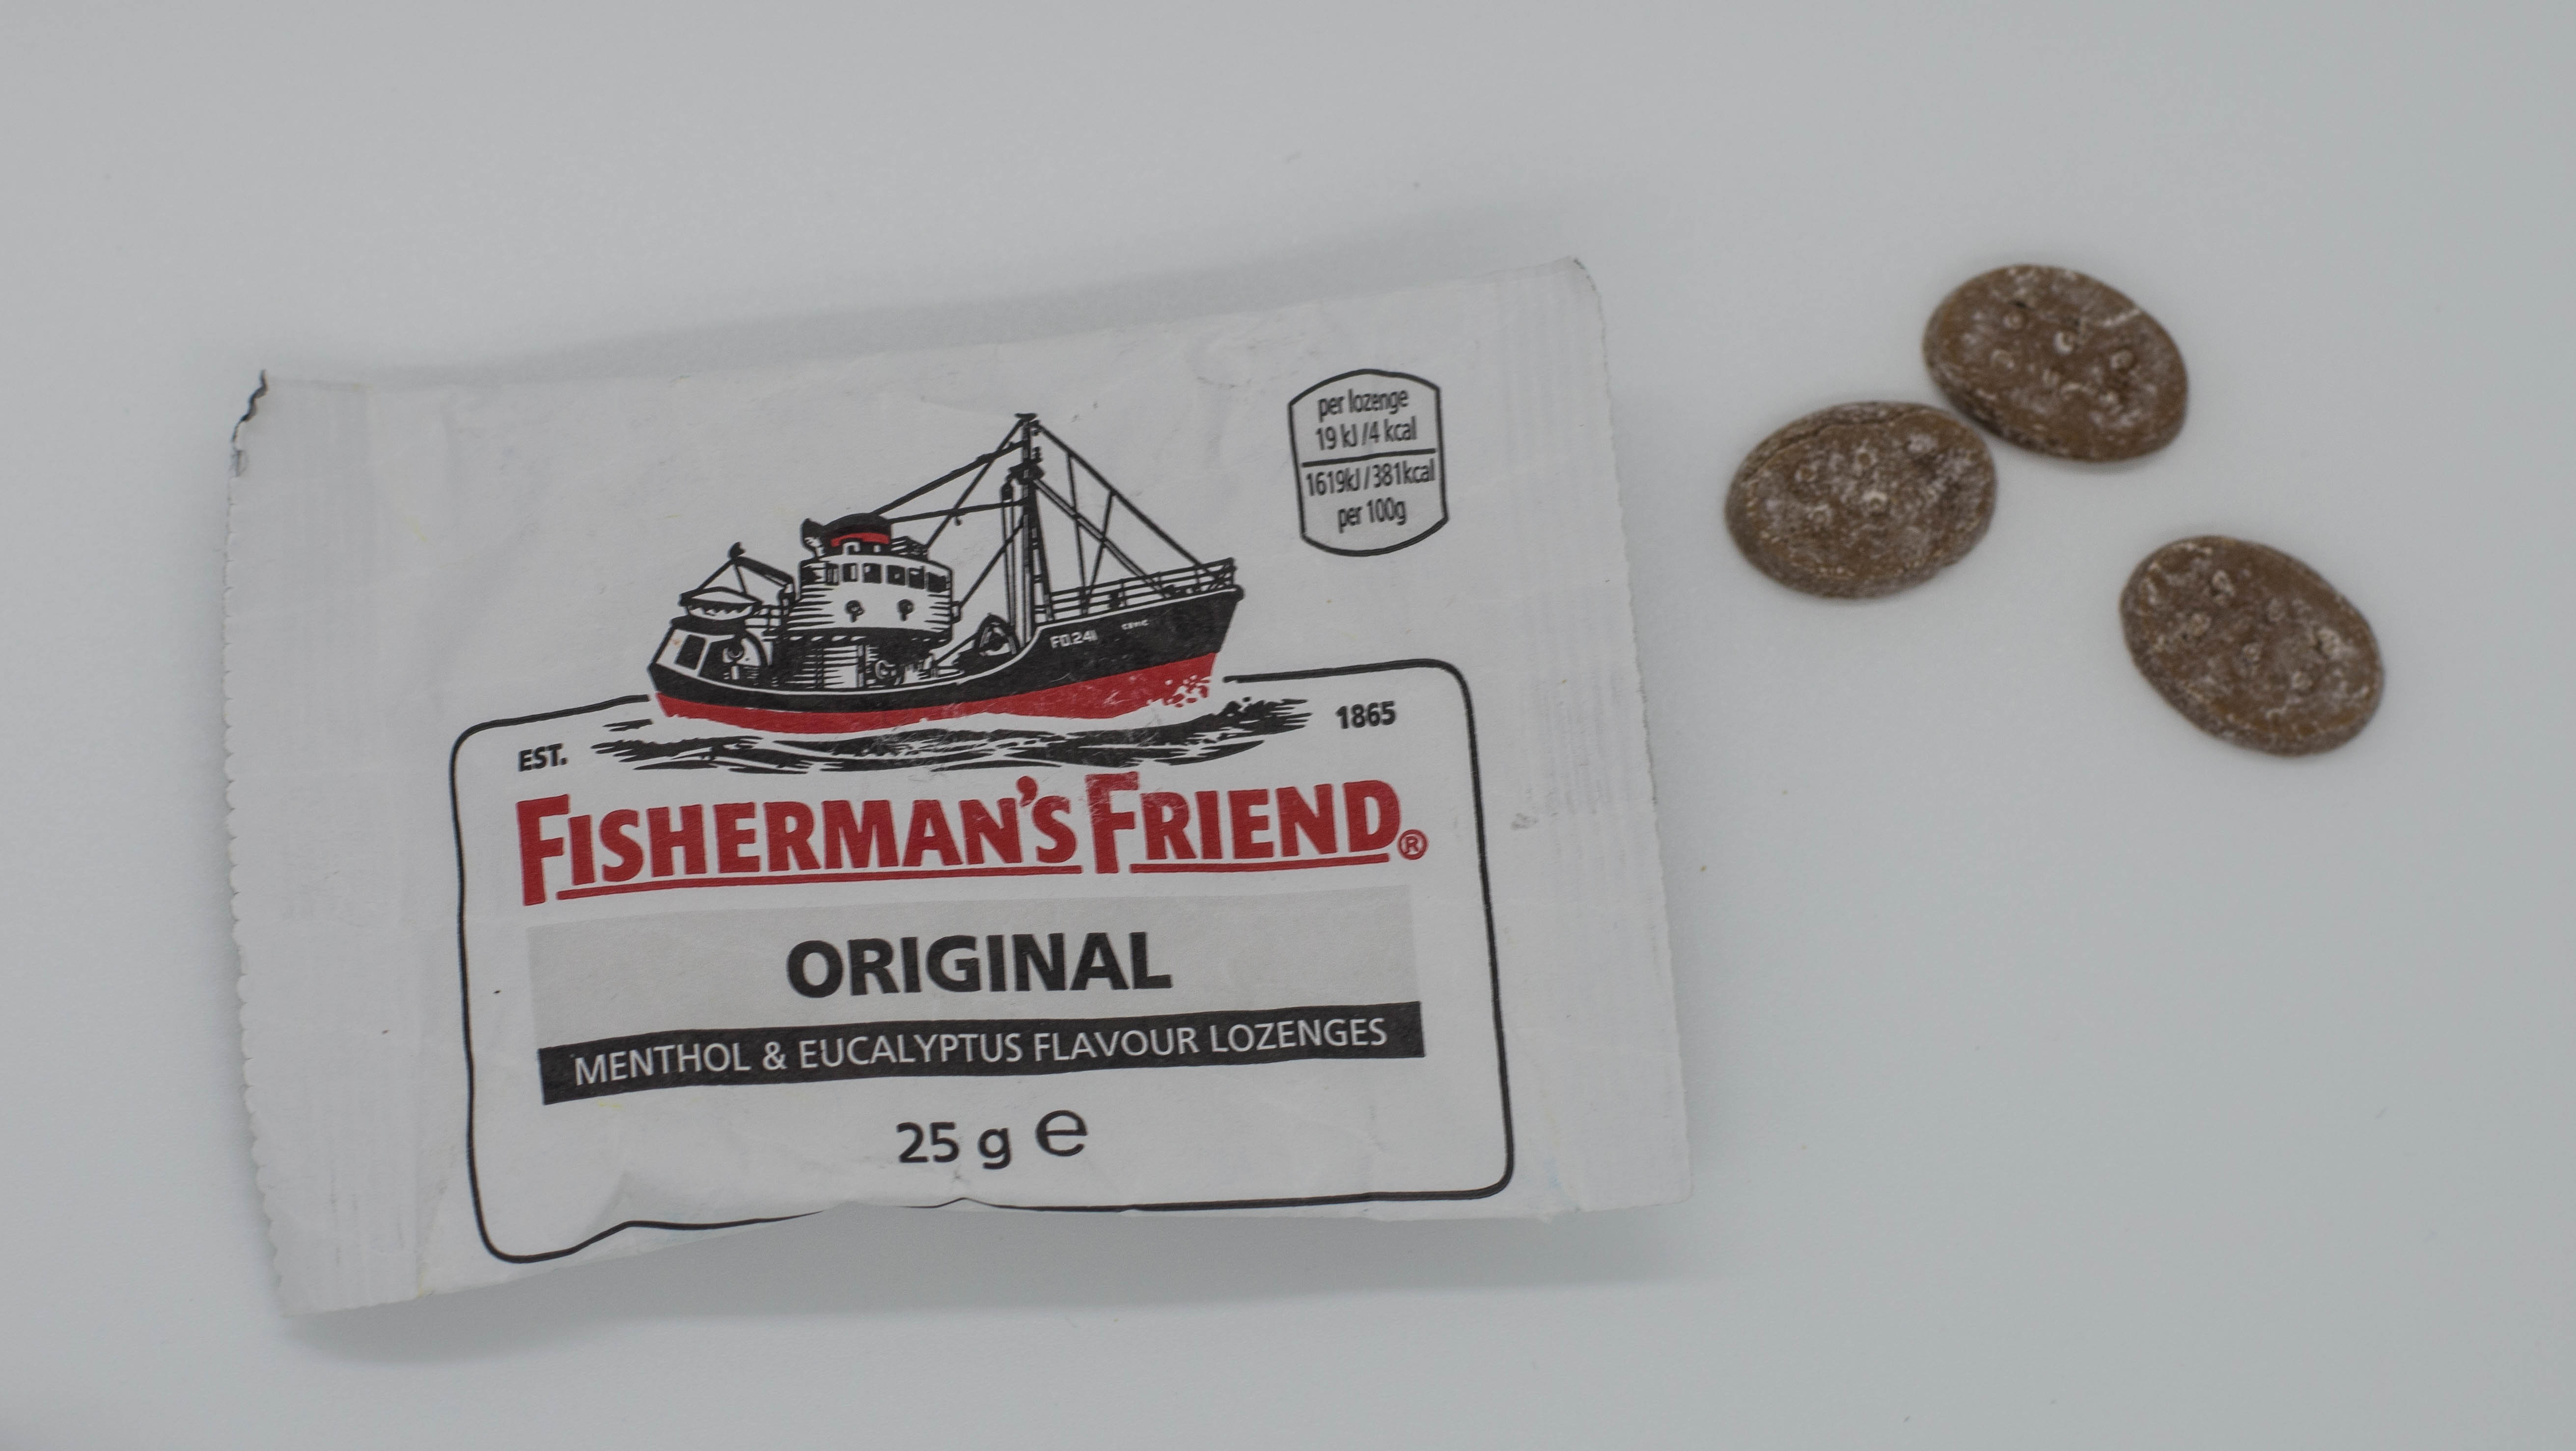 per lozenge
19 kJ/4 kcal
1619kJ/381kcal
per 100g
FD.241 CEVIC
EST. 1865
FISHERMAN'S FRIEND®
ORIGINAL
MENTHOL & EUCALYPTUS FLAVOUR LOZENGES
25 g ℮